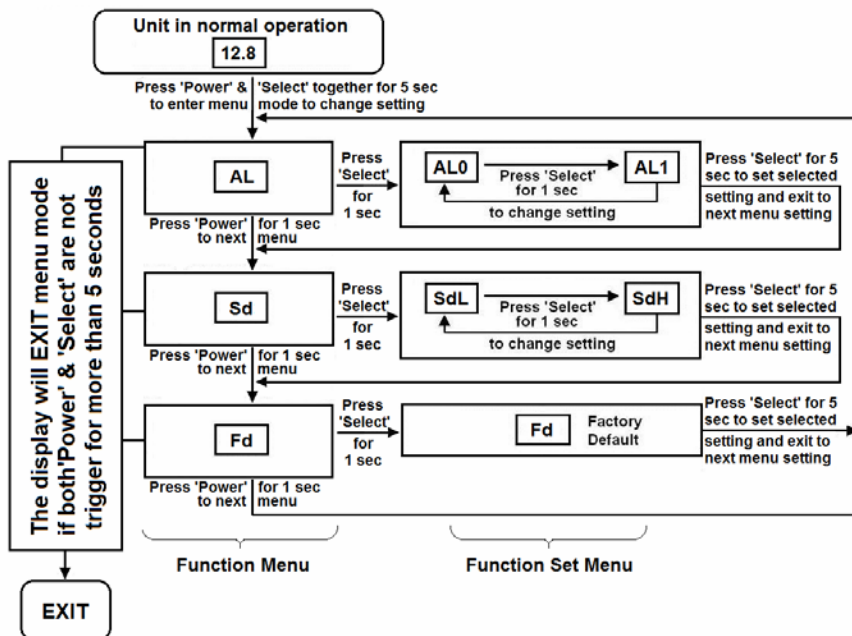 Unit in normal operation
12.8
Press 'Power' & 'Select' together for 5 sec
to enter menu mode to change setting
AL
Press
'Select'
for
1 sec
AL0
AL1
Press 'Select'
for 1 sec
to change setting
Press 'Select' for 5
sec to set selected
setting and exit to
next menu setting
Press 'Power' for 1 sec
to next menu
Sd
Press
'Select'
for
1 sec
SdL
SdH
Press 'Select'
for 1 sec
to change setting
Press 'Select' for 5
sec to set selected
setting and exit to
next menu setting
Press 'Power' for 1 sec
to next menu
Fd
Press
'Select'
for
1 sec
Fd
Factory
Default
Press 'Select' for 5
sec to set selected
setting and exit to
next menu setting
Press 'Power' for 1 sec
to next menu
The display will EXIT menu mode
if both'Power' & 'Select' are not
trigger for more than 5 seconds
EXIT
Function Menu
Function Set Menu